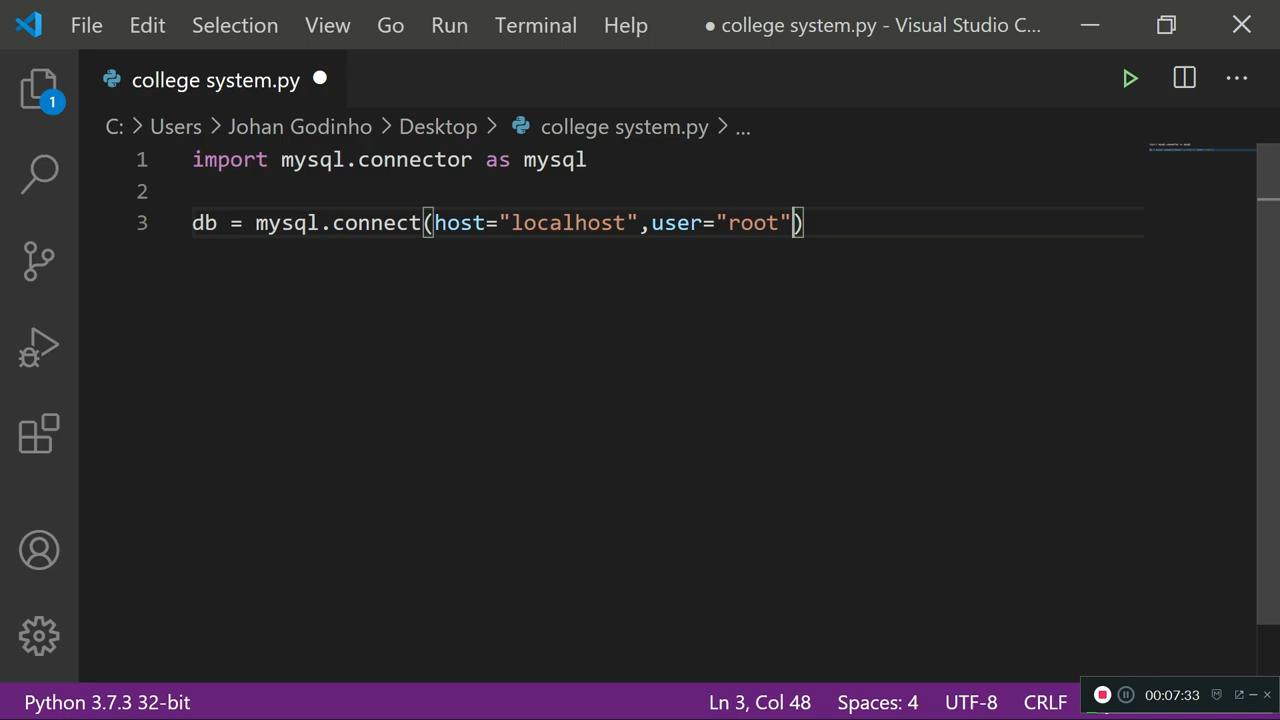 File Edit Selection View Go Run Terminal Help ● college system.py - Visual Studio C...
college system.py
1
C: > Users > Johan Godinho > Desktop > college system.py > ...
1 import mysql.connector as mysql
2
3 db = mysql.connect(host="localhost",user="root")
Python 3.7.3 32-bit Ln 3, Col 48 Spaces: 4 UTF-8 CRLF 00:07:33